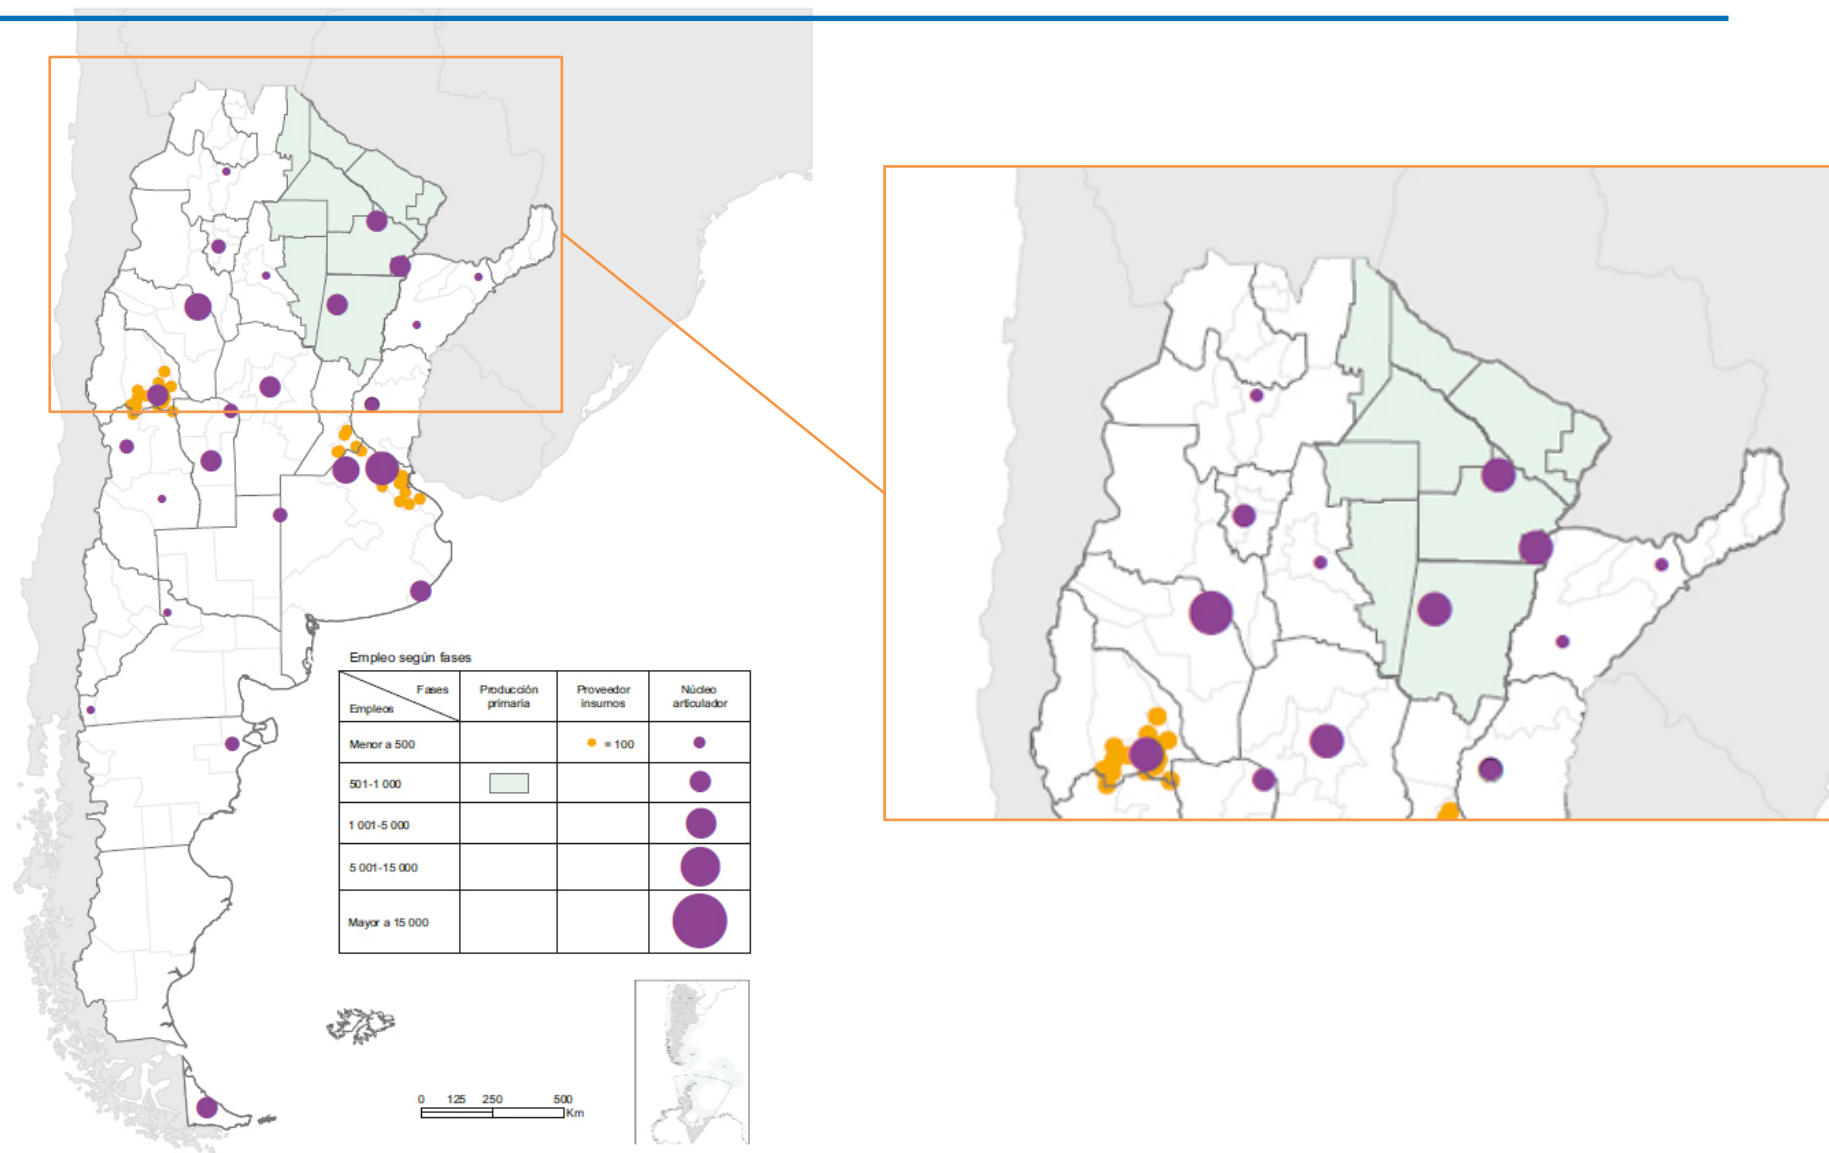 Empleo según fases
Fases
Empleos
Producción
primaria
Proveedor
insumos
Núcleo
articulador
Menor a 500
= 100
501-1 000
1 001-5 000
5 001-15 000
Mayor a 15 000
0 125 250 500
Km